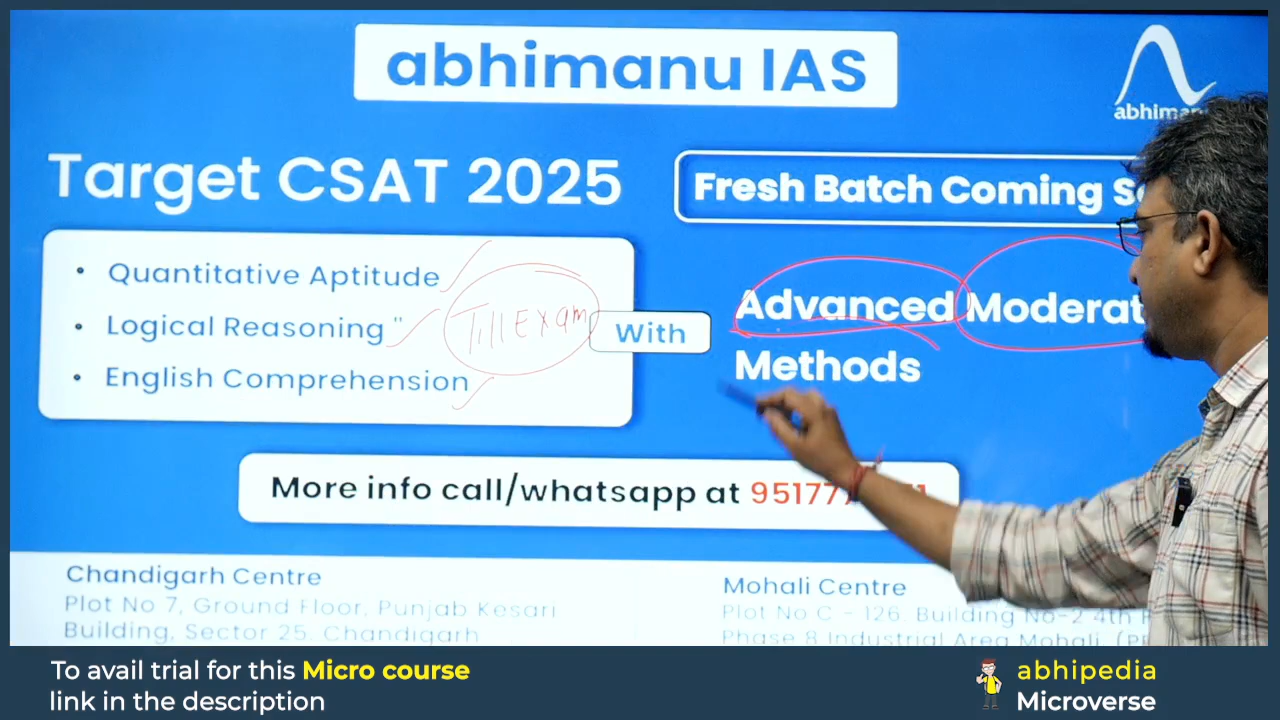 abhimanu IAS
abhimanu
Target CSAT 2025
Fresh Batch Coming
• Quantitative Aptitude
• Logical Reasoning "
• English Comprehension
Till Exam
With
Advanced Moderat
Methods
More info call/whatsapp at 95177
Chandigarh Centre
Plot No 7, Ground Floor, Punjab Kesari
Building, Sector 25. Chandigarh
Mohali Centre
Plot No C - 126. Building No-2 4th
Phase 8 Industrial Area Mohali,
To avail trial for this Micro course
link in the description
abhipedia
Microverse